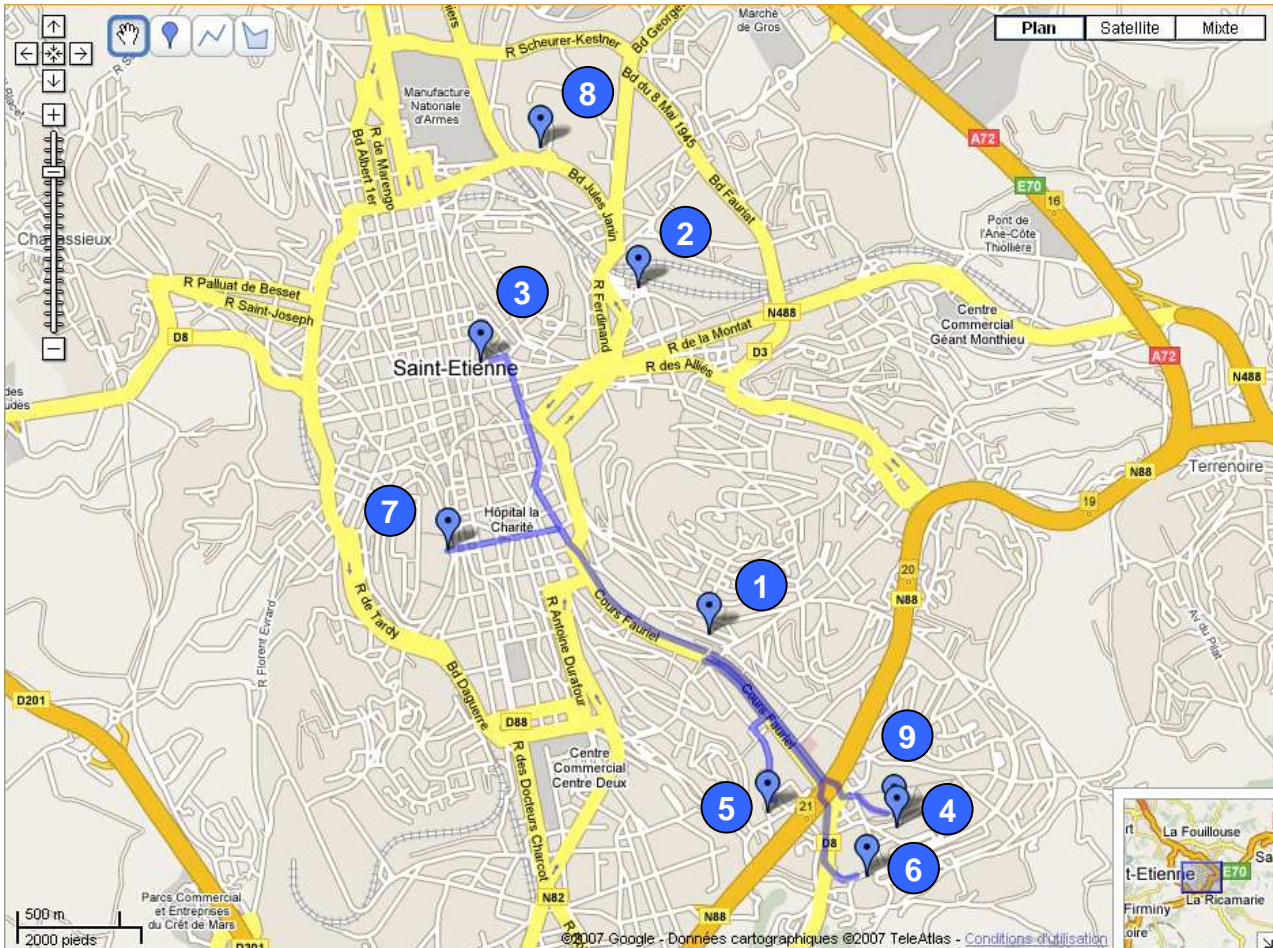 Marché
de Gros
Plan
Satellite
Mixte
R Scheurer-Kestner
Bd George
Bd du 8 Mai 1945
8
Manufacture
Nationale
d'Armes
R de Marengo
Bd Albert 1er
A72
E70
16
Bd Jules Janin
Bd Fauriat
Pont de
l'Ane-Côte
Thiollière
2
R Palluat de Besset
3
R Saint-Joseph
R Ferdinand
N488
Centre
Commercial
Géant Monthieu
D8
R de la Montat
D3
A72
Saint-Etienne
R des Alliés
N488
des
udes
N88
Terrenoire
7
Hôpital la
Charité
19
20
1
N88
R de Tardy
Cours Fauriel
R Antoine Durafour
Av du Pilat
R Florent Evrard
Bd Daguerre
D201
D88
Cours Fauriel
9
Centre
Commercial
Centre Deux
5
21
4
R des Docteurs Charcot
D8
6
La Fouillouse
t-Etienne
E70
La Ricamarie
Firminy
Parcs Commercial
et Entreprises
du Crêt de Mars
N82
N88
500 m
2000 pieds
D201
©2007 Google - Données cartographiques ©2007 TeleAtlas - Conditions d'utilisation